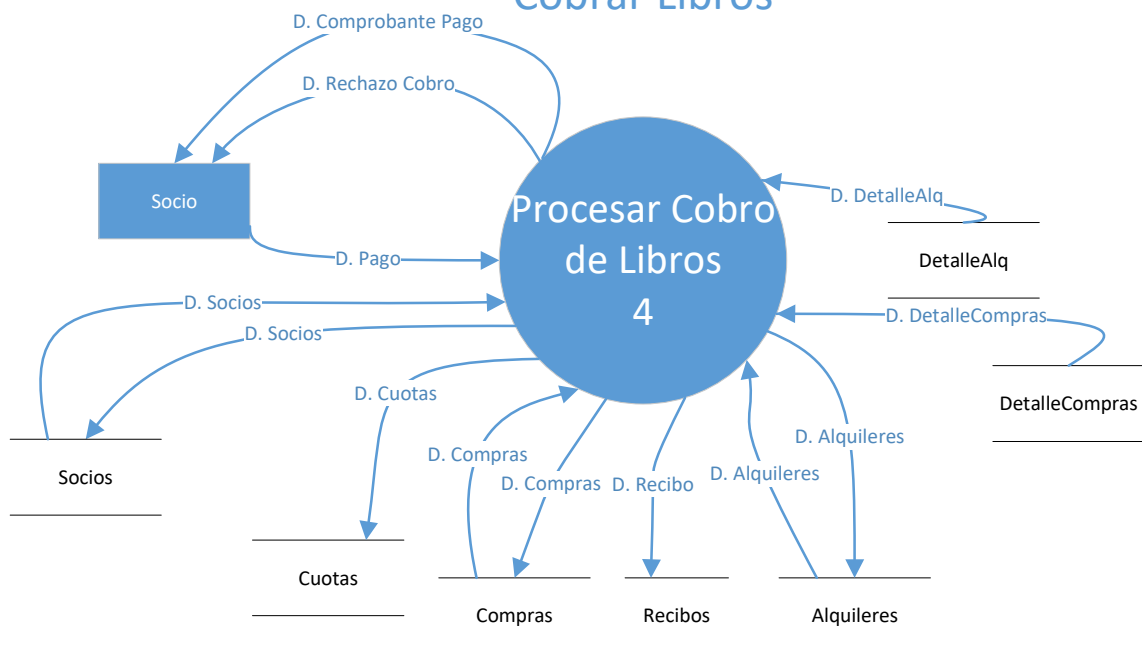 Cobrar Libros
D. Comprobante Pago
D. Rechazo Cobro
Socio
Procesar Cobro
de Libros
4
D. DetalleAlq
DetalleAlq
D. Pago
D. Socios
D. Socios
D. DetalleCompras
DetalleCompras
D. Cuotas
D. Compras
D. Compras
D. Recibo
D. Alquileres
D. Alquileres
Socios
Cuotas
Compras
Recibos
Alquileres